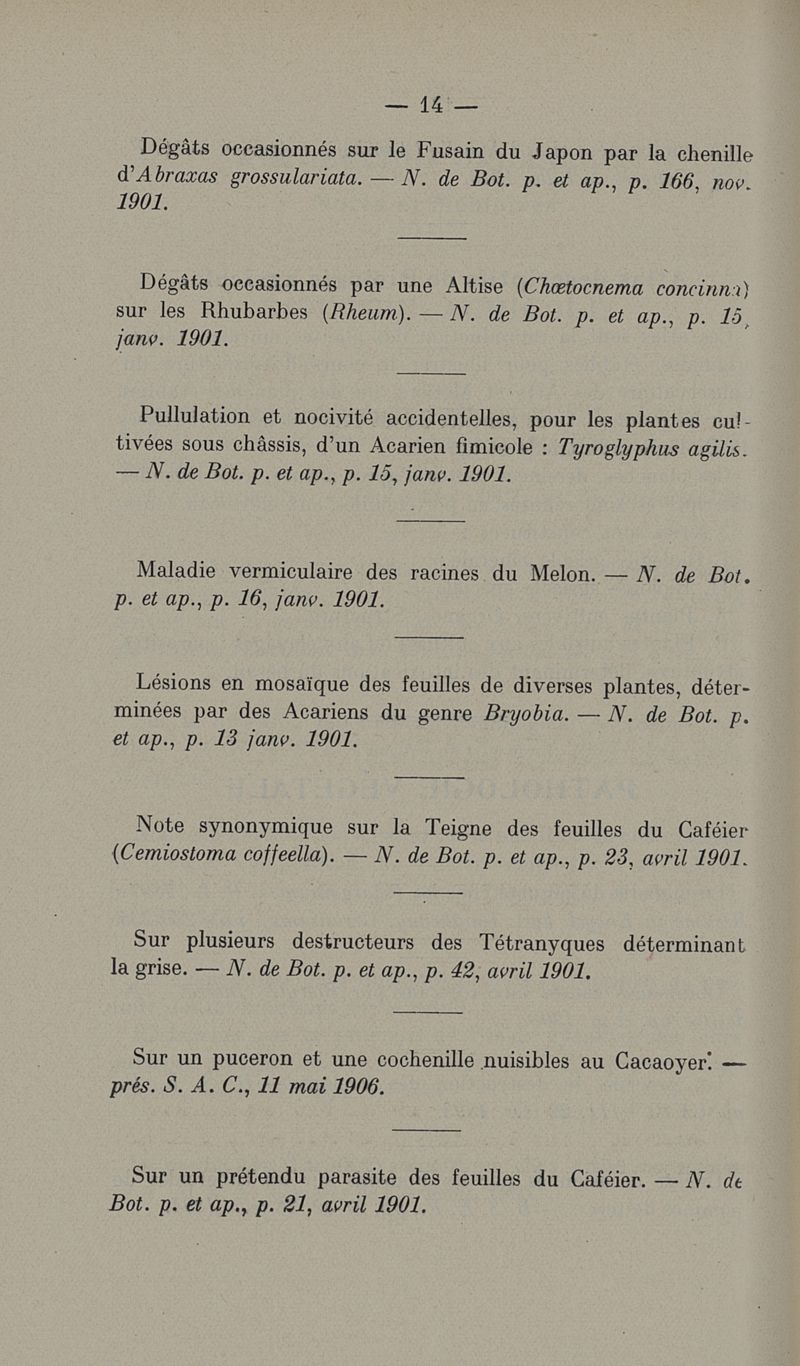 — 14 —
Dégâts occasionnés sur le Fusain du Japon par la chenille
d'Abraxas grossulariata. — N. de Bot. p. et ap., p. 166, nov.
1901.
Dégâts occasionnés par une Altise (Chœtocnema concinna)
sur les Rhubarbes (Rheum). — N. de Bot. p. et ap., p. 15,
janv. 1901.
Pullulation et nocivité accidentelles, pour les plantes cul-
tivées sous châssis, d'un Acarien fimicole : Tyroglyphus agilis.
— N. de Bot. p. et ap., p. 15, janv. 1901.
Maladie vermiculaire des racines du Melon. — N. de Bot.
p. et ap., p. 16, janv. 1901.
Lésions en mosaïque des feuilles de diverses plantes, déter-
minées par des Acariens du genre Bryobia. — N. de Bot. p.
et ap., p. 13 janv. 1901.
Note synonymique sur la Teigne des feuilles du Caféier
(Cemiostoma coffeella). — N. de Bot. p. et ap., p. 23, avril 1901.
Sur plusieurs destructeurs des Tétranyques déterminant
la grise. — N. de Bot. p. et ap., p. 42, avril 1901.
Sur un puceron et une cochenille nuisibles au Cacaoyer. —
prés. S. A. C., 11 mai 1906.
Sur un prétendu parasite des feuilles du Caféier. — N. de
Bot. p. et ap., p. 21, avril 1901.